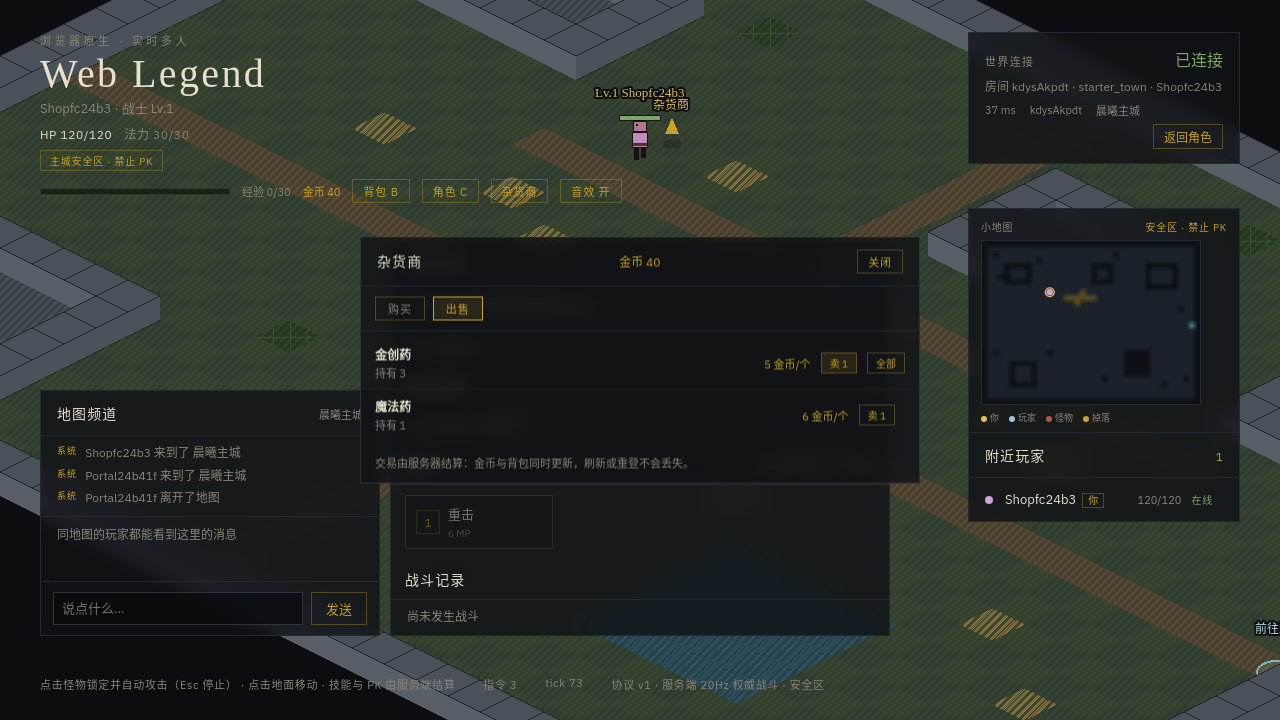 浏览器原生 · 实时多人
Web Legend
Shopfc24b3 · 战士 Lv.1
HP 120/120 法力 30/30
主城安全区 · 禁止 PK
经验 0/30 金币 40 背包 B 角色 C 杂货商 音效 开
Lv.1 Shopfc24b3
杂货商
世界连接 已连接
房间 kdysAkpdt · starter_town · Shopfc24b3
37 ms kdysAkpdt 晨曦主城
返回角色
小地图 安全区 · 禁止 PK
你 玩家 怪物 掉落
附近玩家 1
Shopfc24b3 你 120/120 在线
杂货商 金币 40 关闭
购买 出售
金创药
持有 3
5 金币/个 卖 1 全部
魔法药
持有 1
6 金币/个 卖 1
交易由服务器结算：金币与背包同时更新，刷新或重登不会丢失。
地图频道 晨曦主城
系统 Shopfc24b3 来到了 晨曦主城
系统 Portal24b41f 来到了 晨曦主城
系统 Portal24b41f 离开了地图
同地图的玩家都能看到这里的消息
说点什么... 发送
1 重击
6 MP
战斗记录
尚未发生战斗
前往
点击怪物锁定并自动攻击（Esc 停止） · 点击地面移动 · 技能与 PK 由服务端结算 指令 3 tick 73 协议 v1 · 服务端 20Hz 权威战斗 · 安全区